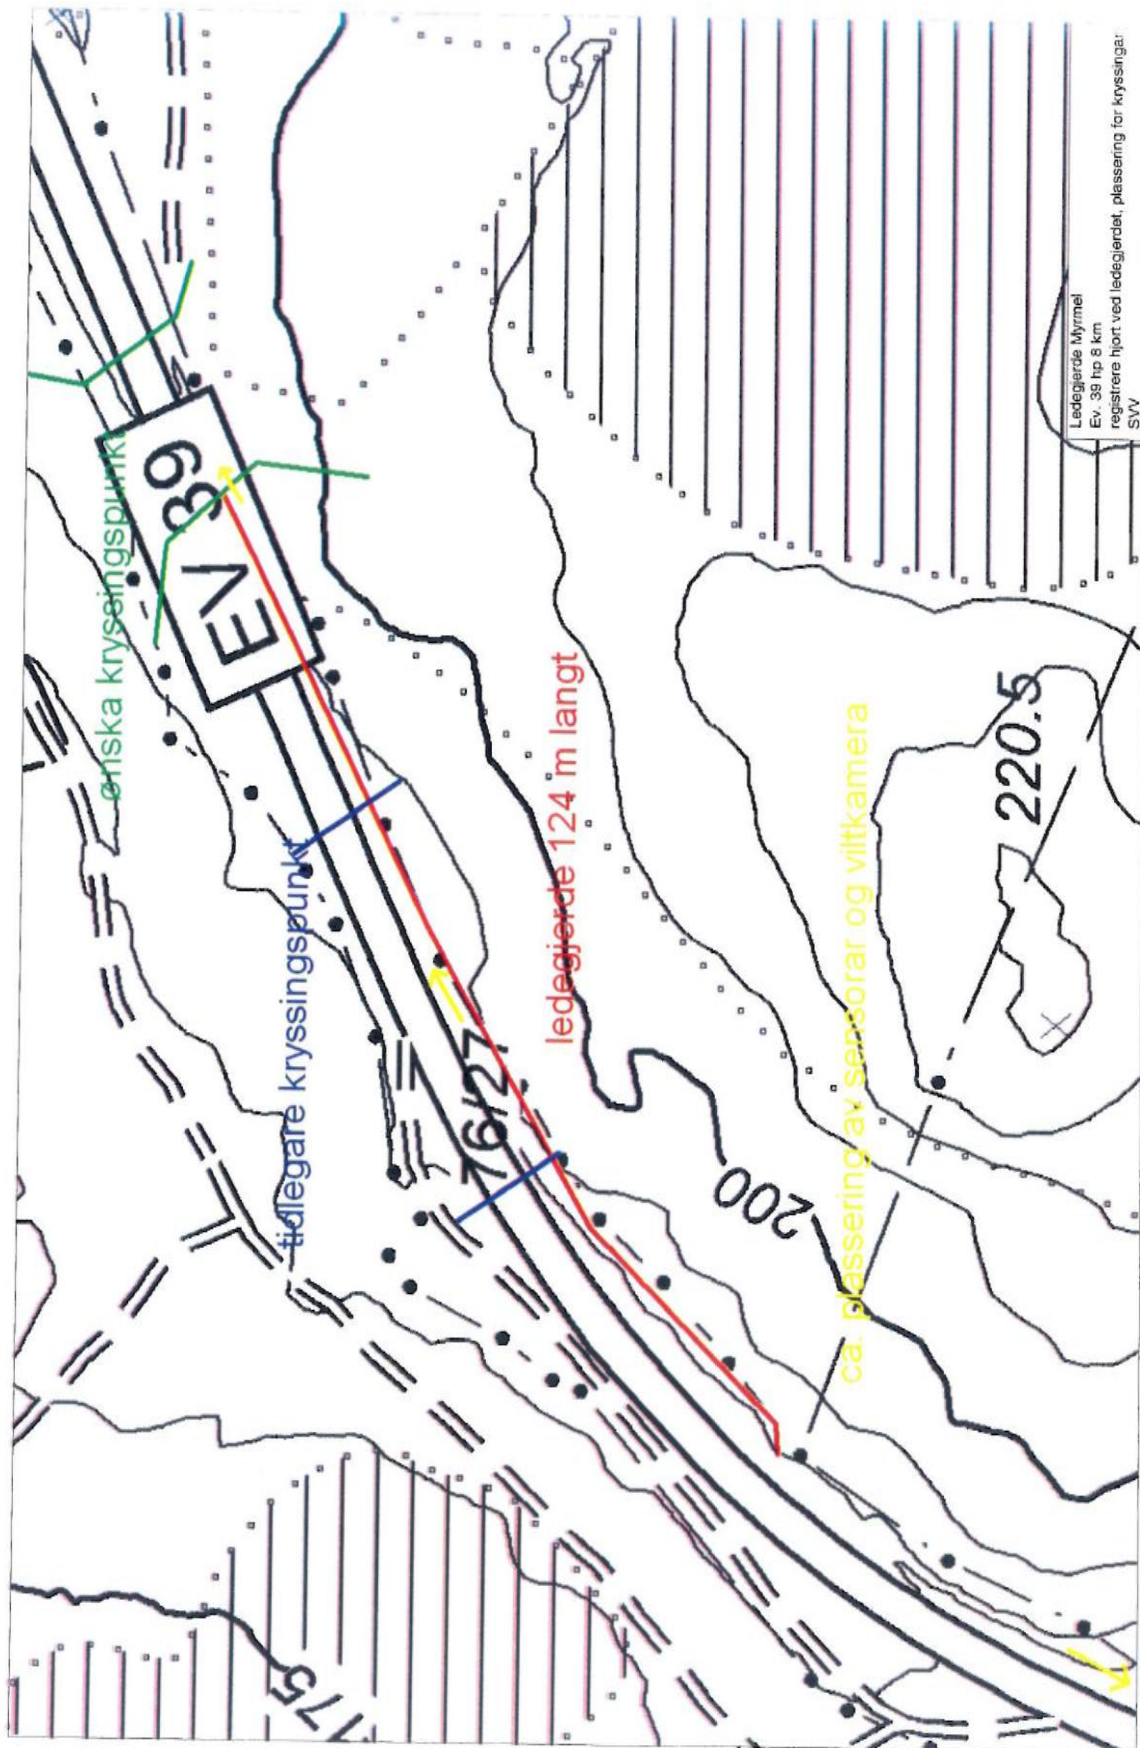 ønska kryssingspunkt
EV 39
tidlegare kryssingspunkt
76/27
ledegjerde 124 m langt
200
ca. plassering av sensorar og viltkamera
220.5
175
Ledegjerde Myrmel
Ev. 39 hp 8 km
registrere hjort ved ledegjerdet, plassering for kryssingar
SVV